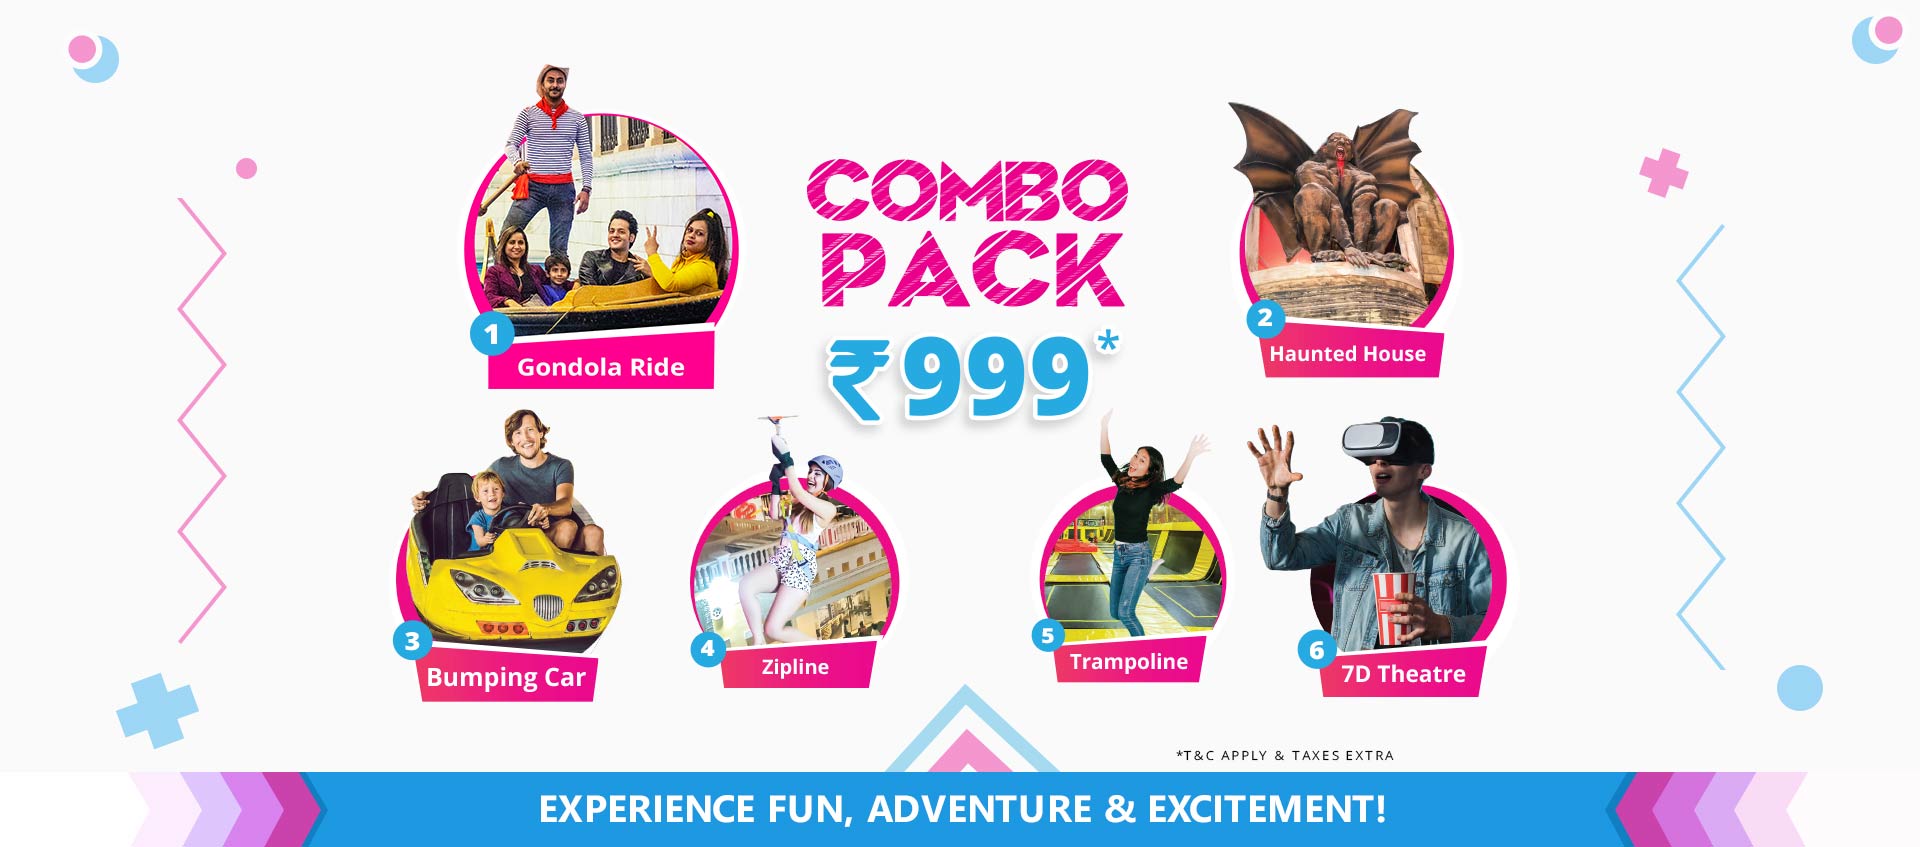 COMBO
PACK
₹999*
1
Gondola Ride
2
Haunted House
3
Bumping Car
4
Zipline
5
Trampoline
6
7D Theatre
*T&C APPLY & TAXES EXTRA
EXPERIENCE FUN, ADVENTURE & EXCITEMENT!